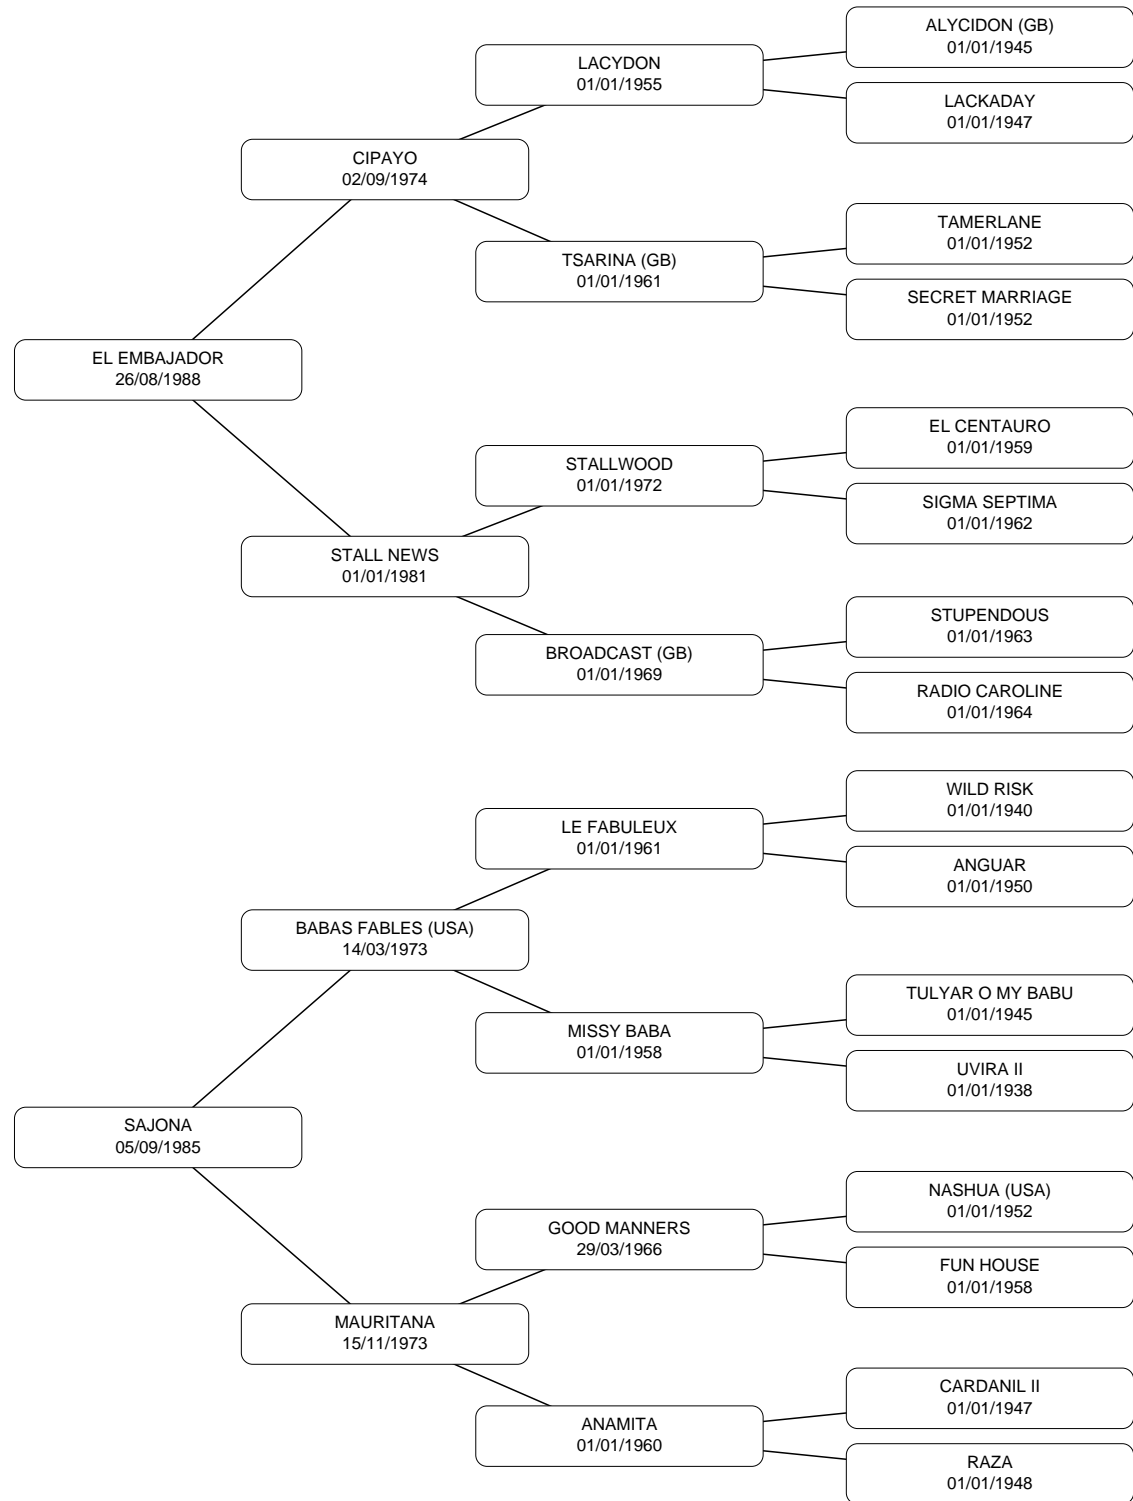 ALYCIDON (GB)
01/01/1945
LACYDON
01/01/1955
LACKADAY
01/01/1947
CIPAYO
02/09/1974
TAMERLANE
01/01/1952
TSARINA (GB)
01/01/1961
SECRET MARRIAGE
01/01/1952
EL EMBAJADOR
26/08/1988
EL CENTAURO
01/01/1959
STALLWOOD
01/01/1972
SIGMA SEPTIMA
01/01/1962
STALL NEWS
01/01/1981
STUPENDOUS
01/01/1963
BROADCAST (GB)
01/01/1969
RADIO CAROLINE
01/01/1964
WILD RISK
01/01/1940
LE FABULEUX
01/01/1961
ANGUAR
01/01/1950
BABAS FABLES (USA)
14/03/1973
TULYAR O MY BABU
01/01/1945
MISSY BABA
01/01/1958
UVIRA II
01/01/1938
SAJONA
05/09/1985
NASHUA (USA)
01/01/1952
GOOD MANNERS
29/03/1966
FUN HOUSE
01/01/1958
MAURITANA
15/11/1973
CARDANIL II
01/01/1947
ANAMITA
01/01/1960
RAZA
01/01/1948